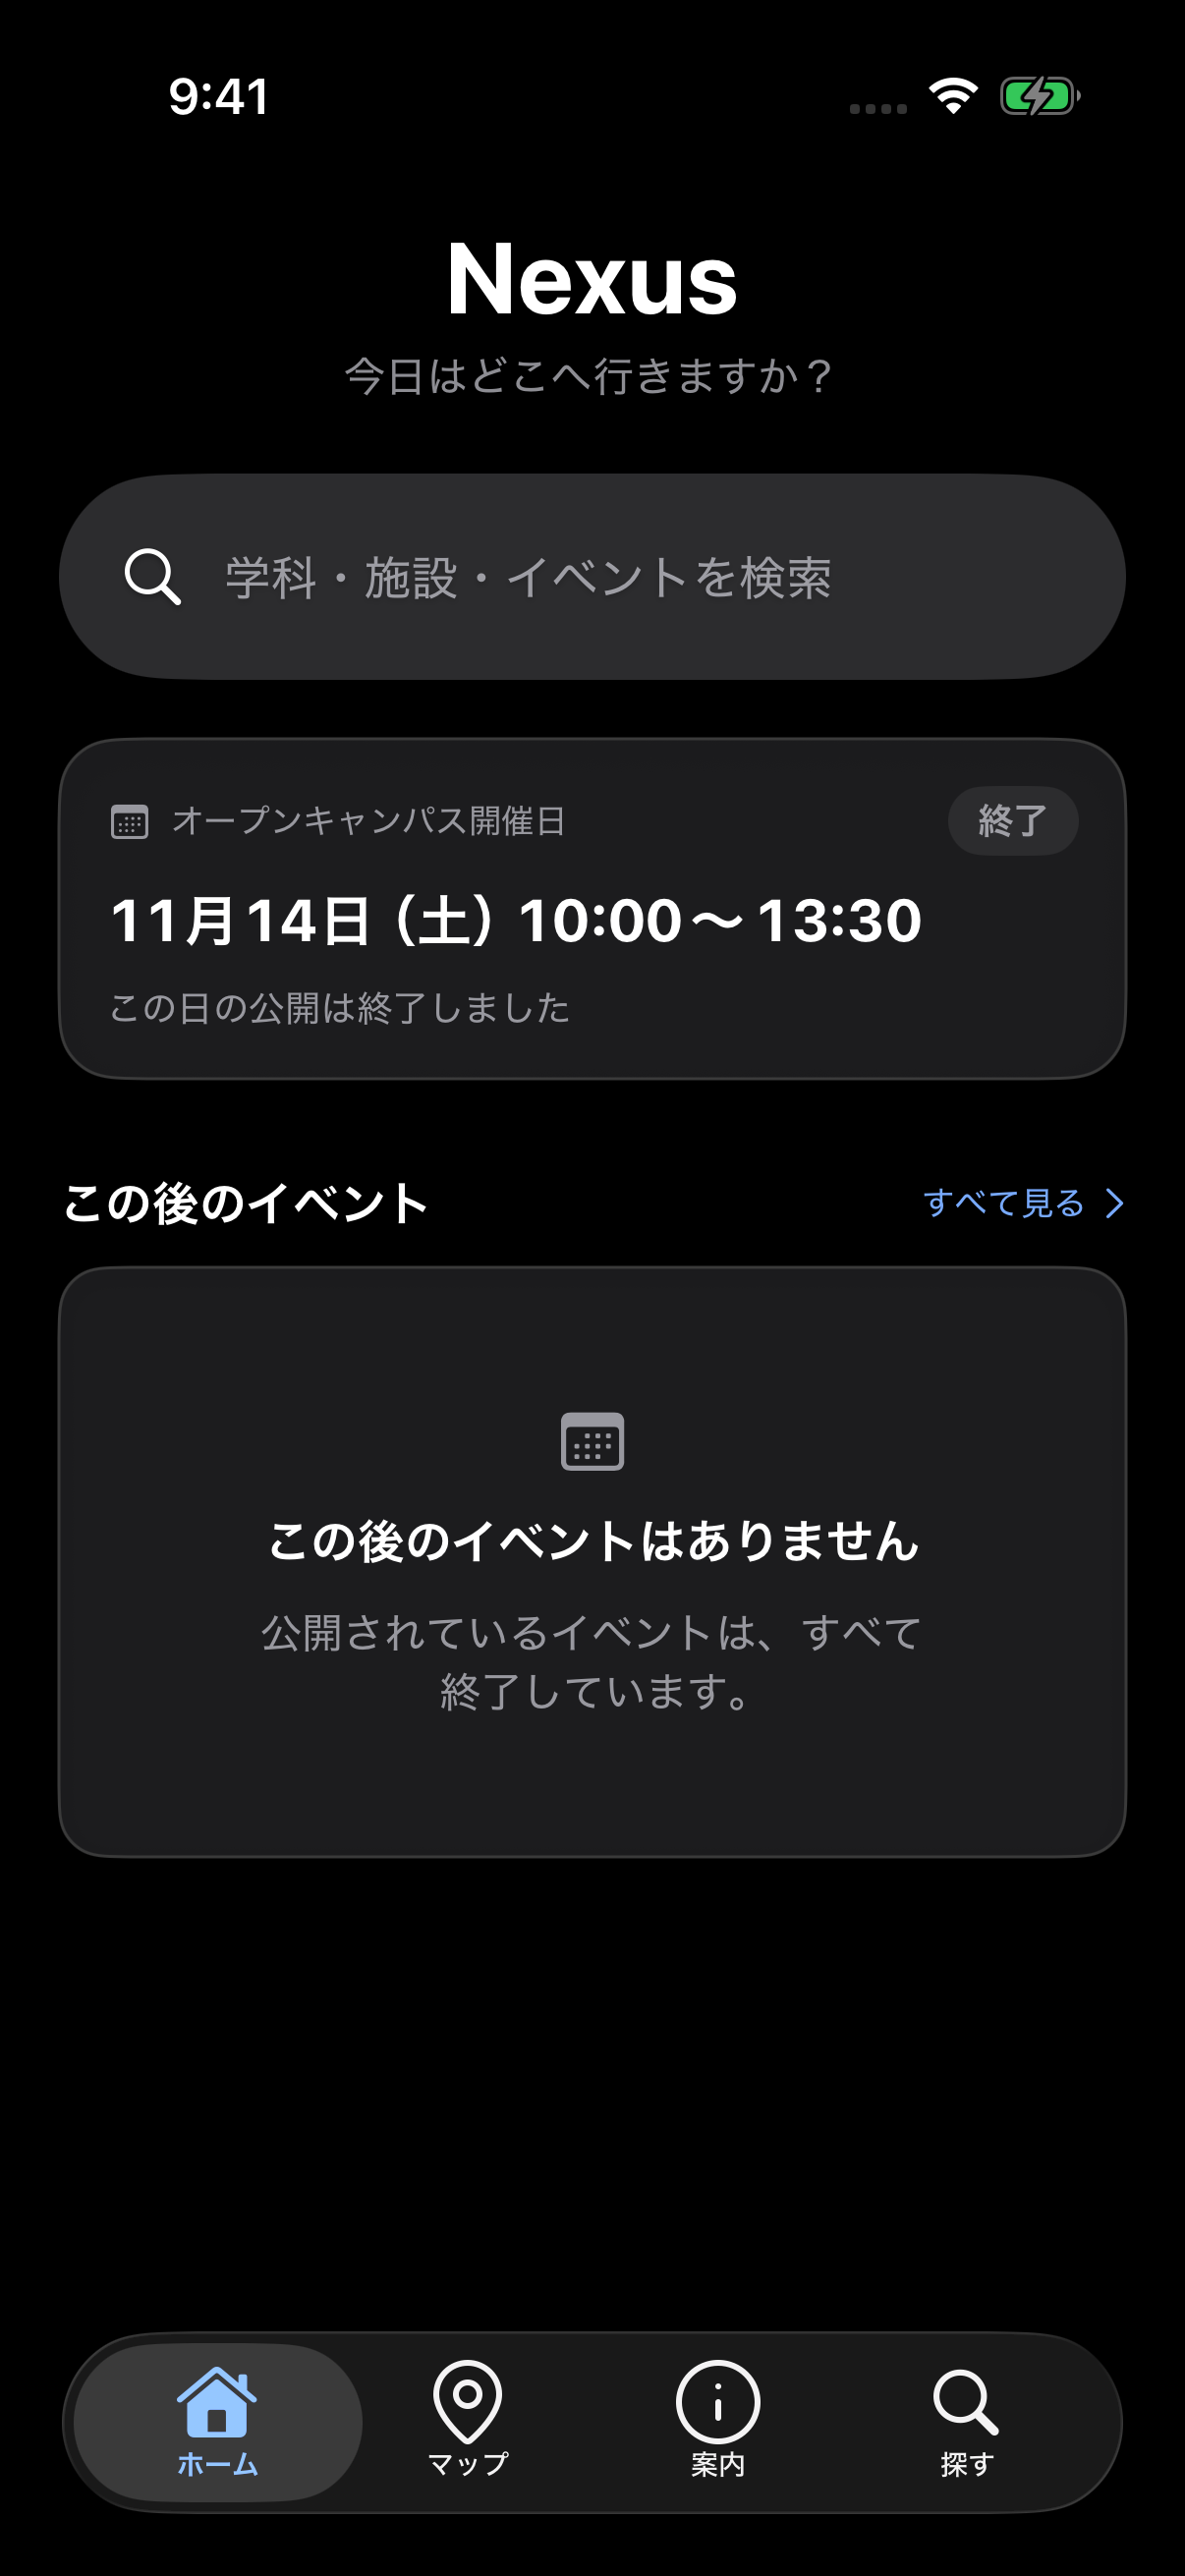 9:41
Nexus
今日はどこへ行きますか？
学科・施設・イベントを検索
オープンキャンパス開催日
終了
11月14日（土）10:00〜13:30
この日の公開は終了しました
この後のイベント
すべて見る
この後のイベントはありません
公開されているイベントは、すべて
終了しています。
ホーム
マップ
案内
探す